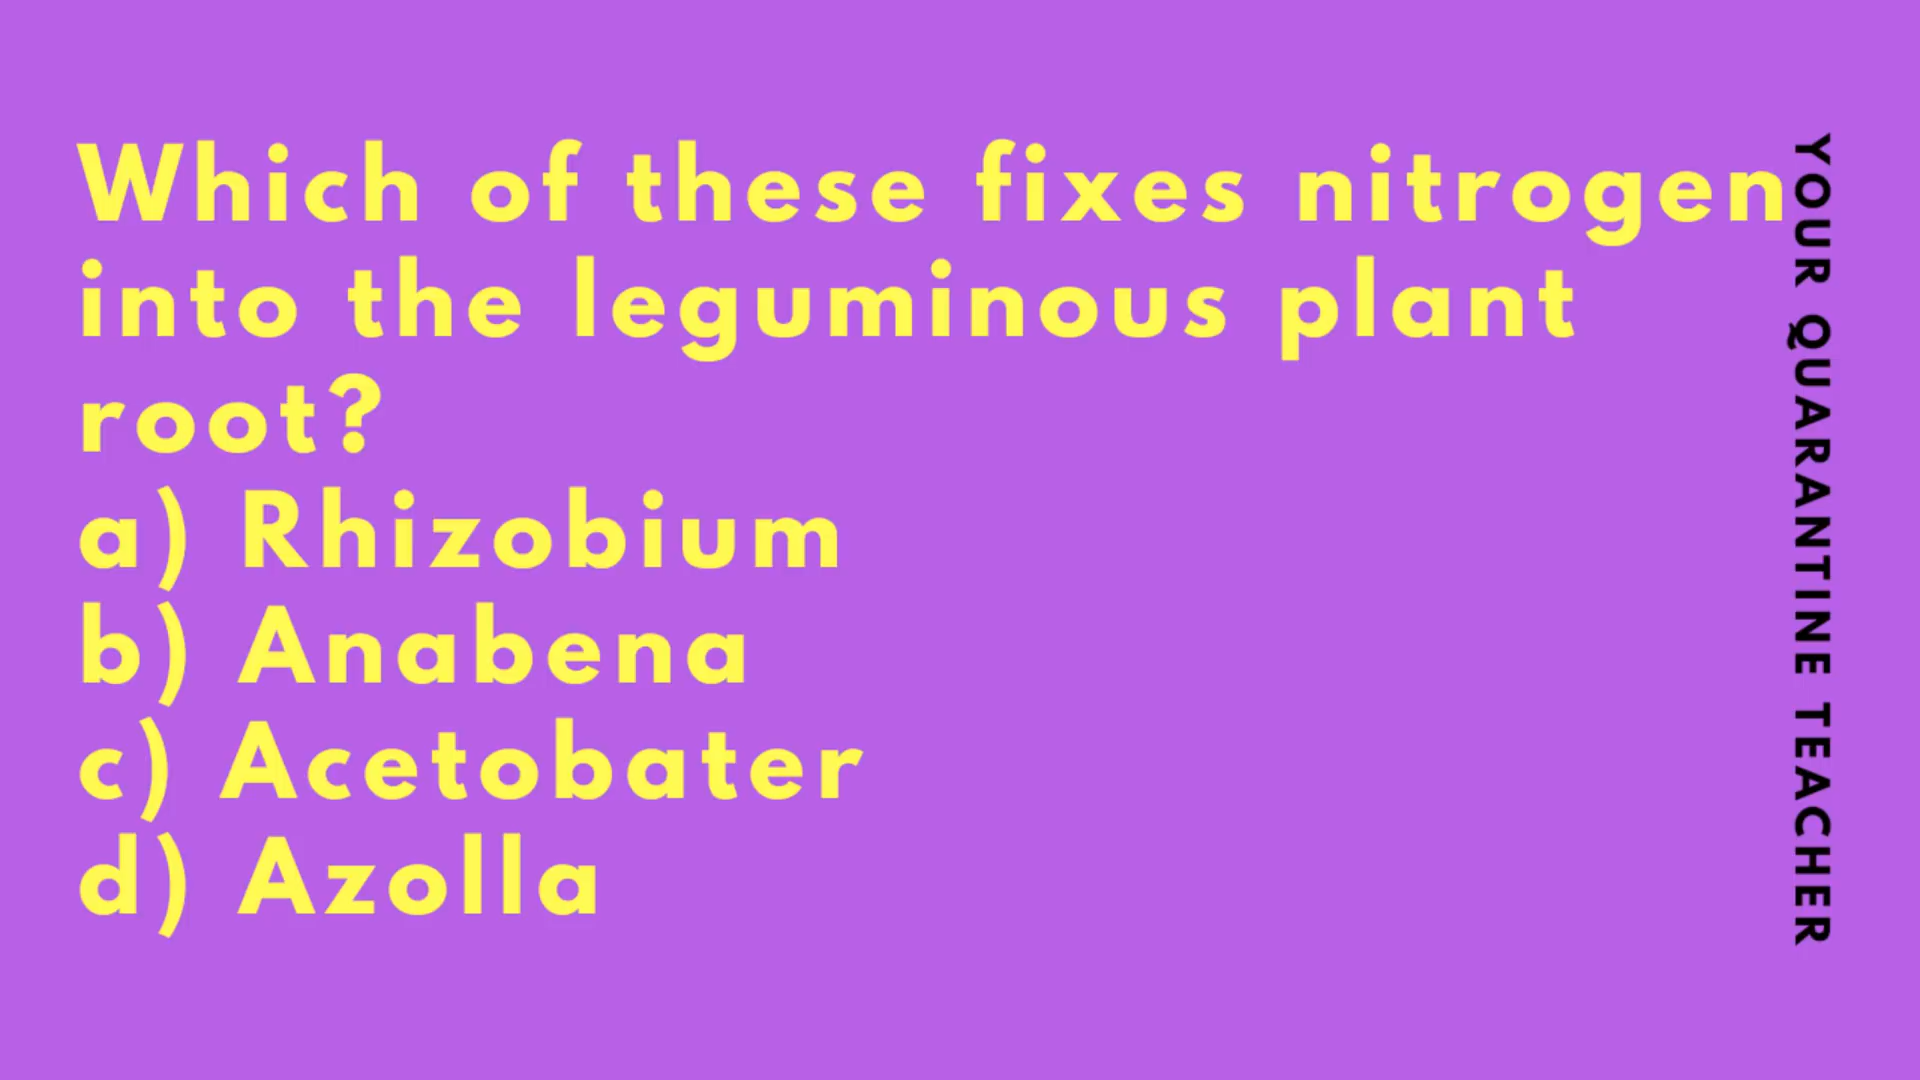 Which of these fixes nitrogen
into the leguminous plant
root?
a) Rhizobium
b) Anabena
c) Acetobater
d) Azolla
YOUR QUARANTINE TEACHER